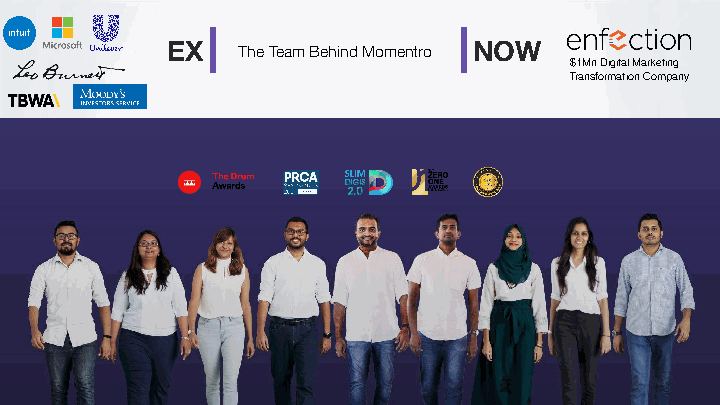 intuit
Microsoft
Unilever
Leo Burnett
TBWA\
MOODY'S
INVESTORS SERVICE
EX
The Team Behind Momentro
NOW
enfection
$1Mn Digital Marketing
Transformation Company
The Drum
Awards
PRCA
SLIM
DIGIS
2.0
ZERO
ONE
AWARDS